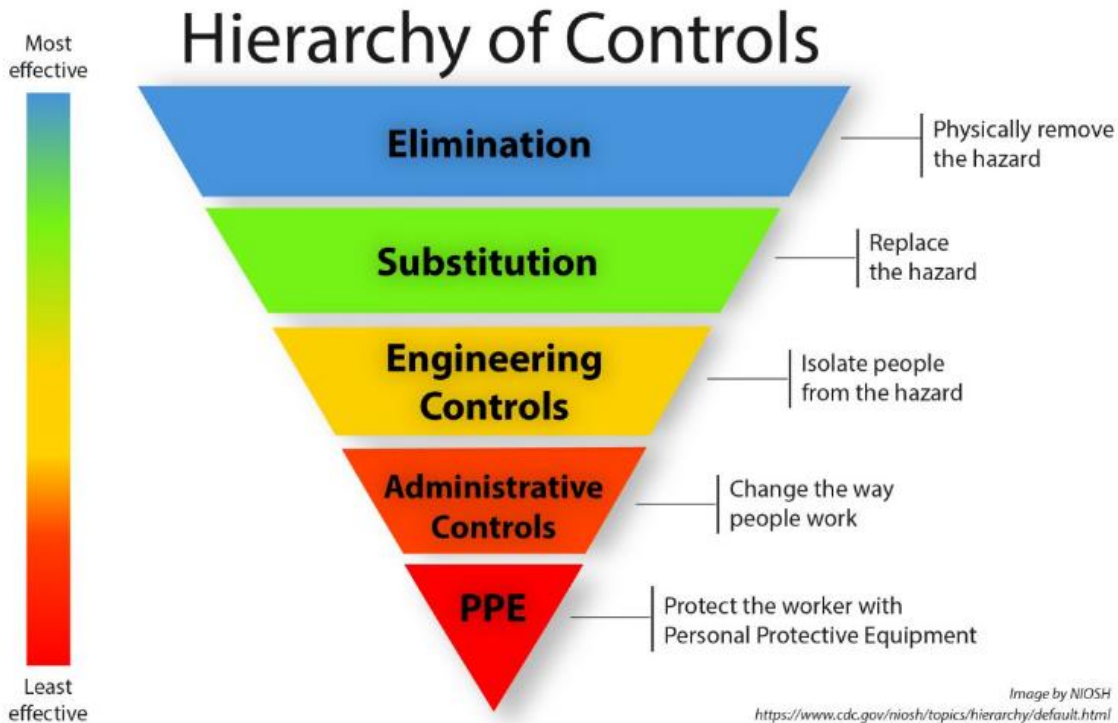 Hierarchy of Controls
Most
effective
Elimination
Physically remove
the hazard
Substitution
Replace
the hazard
Engineering
Controls
Isolate people
from the hazard
Administrative
Controls
Change the way
people work
PPE
Protect the worker with
Personal Protective Equipment
Least
effective
Image by NIOSH
https://www.cdc.gov/niosh/topics/hierarchy/default.html